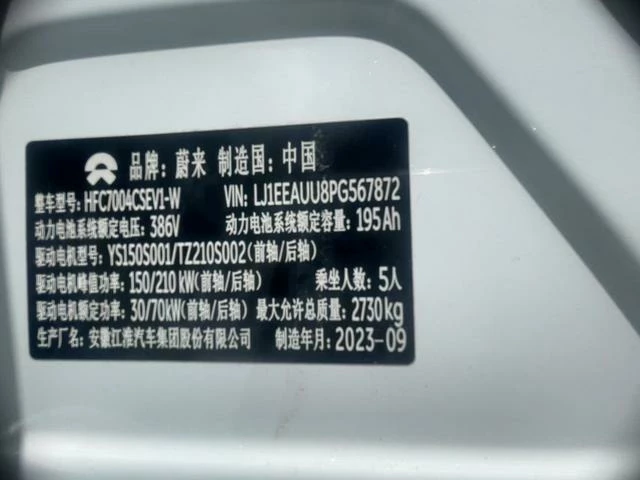 品牌: 蔚来 制造国: 中国
整车型号: HFC7004CSEV1-W VIN: LJ1EEAUU8PG567872
动力电池系统额定电压: 386V 动力电池系统额定容量: 195Ah
驱动电机型号: YS150S001/TZ210S002(前轴/后轴)
驱动电机峰值功率: 150/210kW(前轴/后轴) 乘坐人数: 5人
驱动电机额定功率: 30/70kW(前轴/后轴) 最大允许总质量: 2730kg
生产厂名: 安徽江淮汽车集团股份有限公司 制造年月: 2023-09